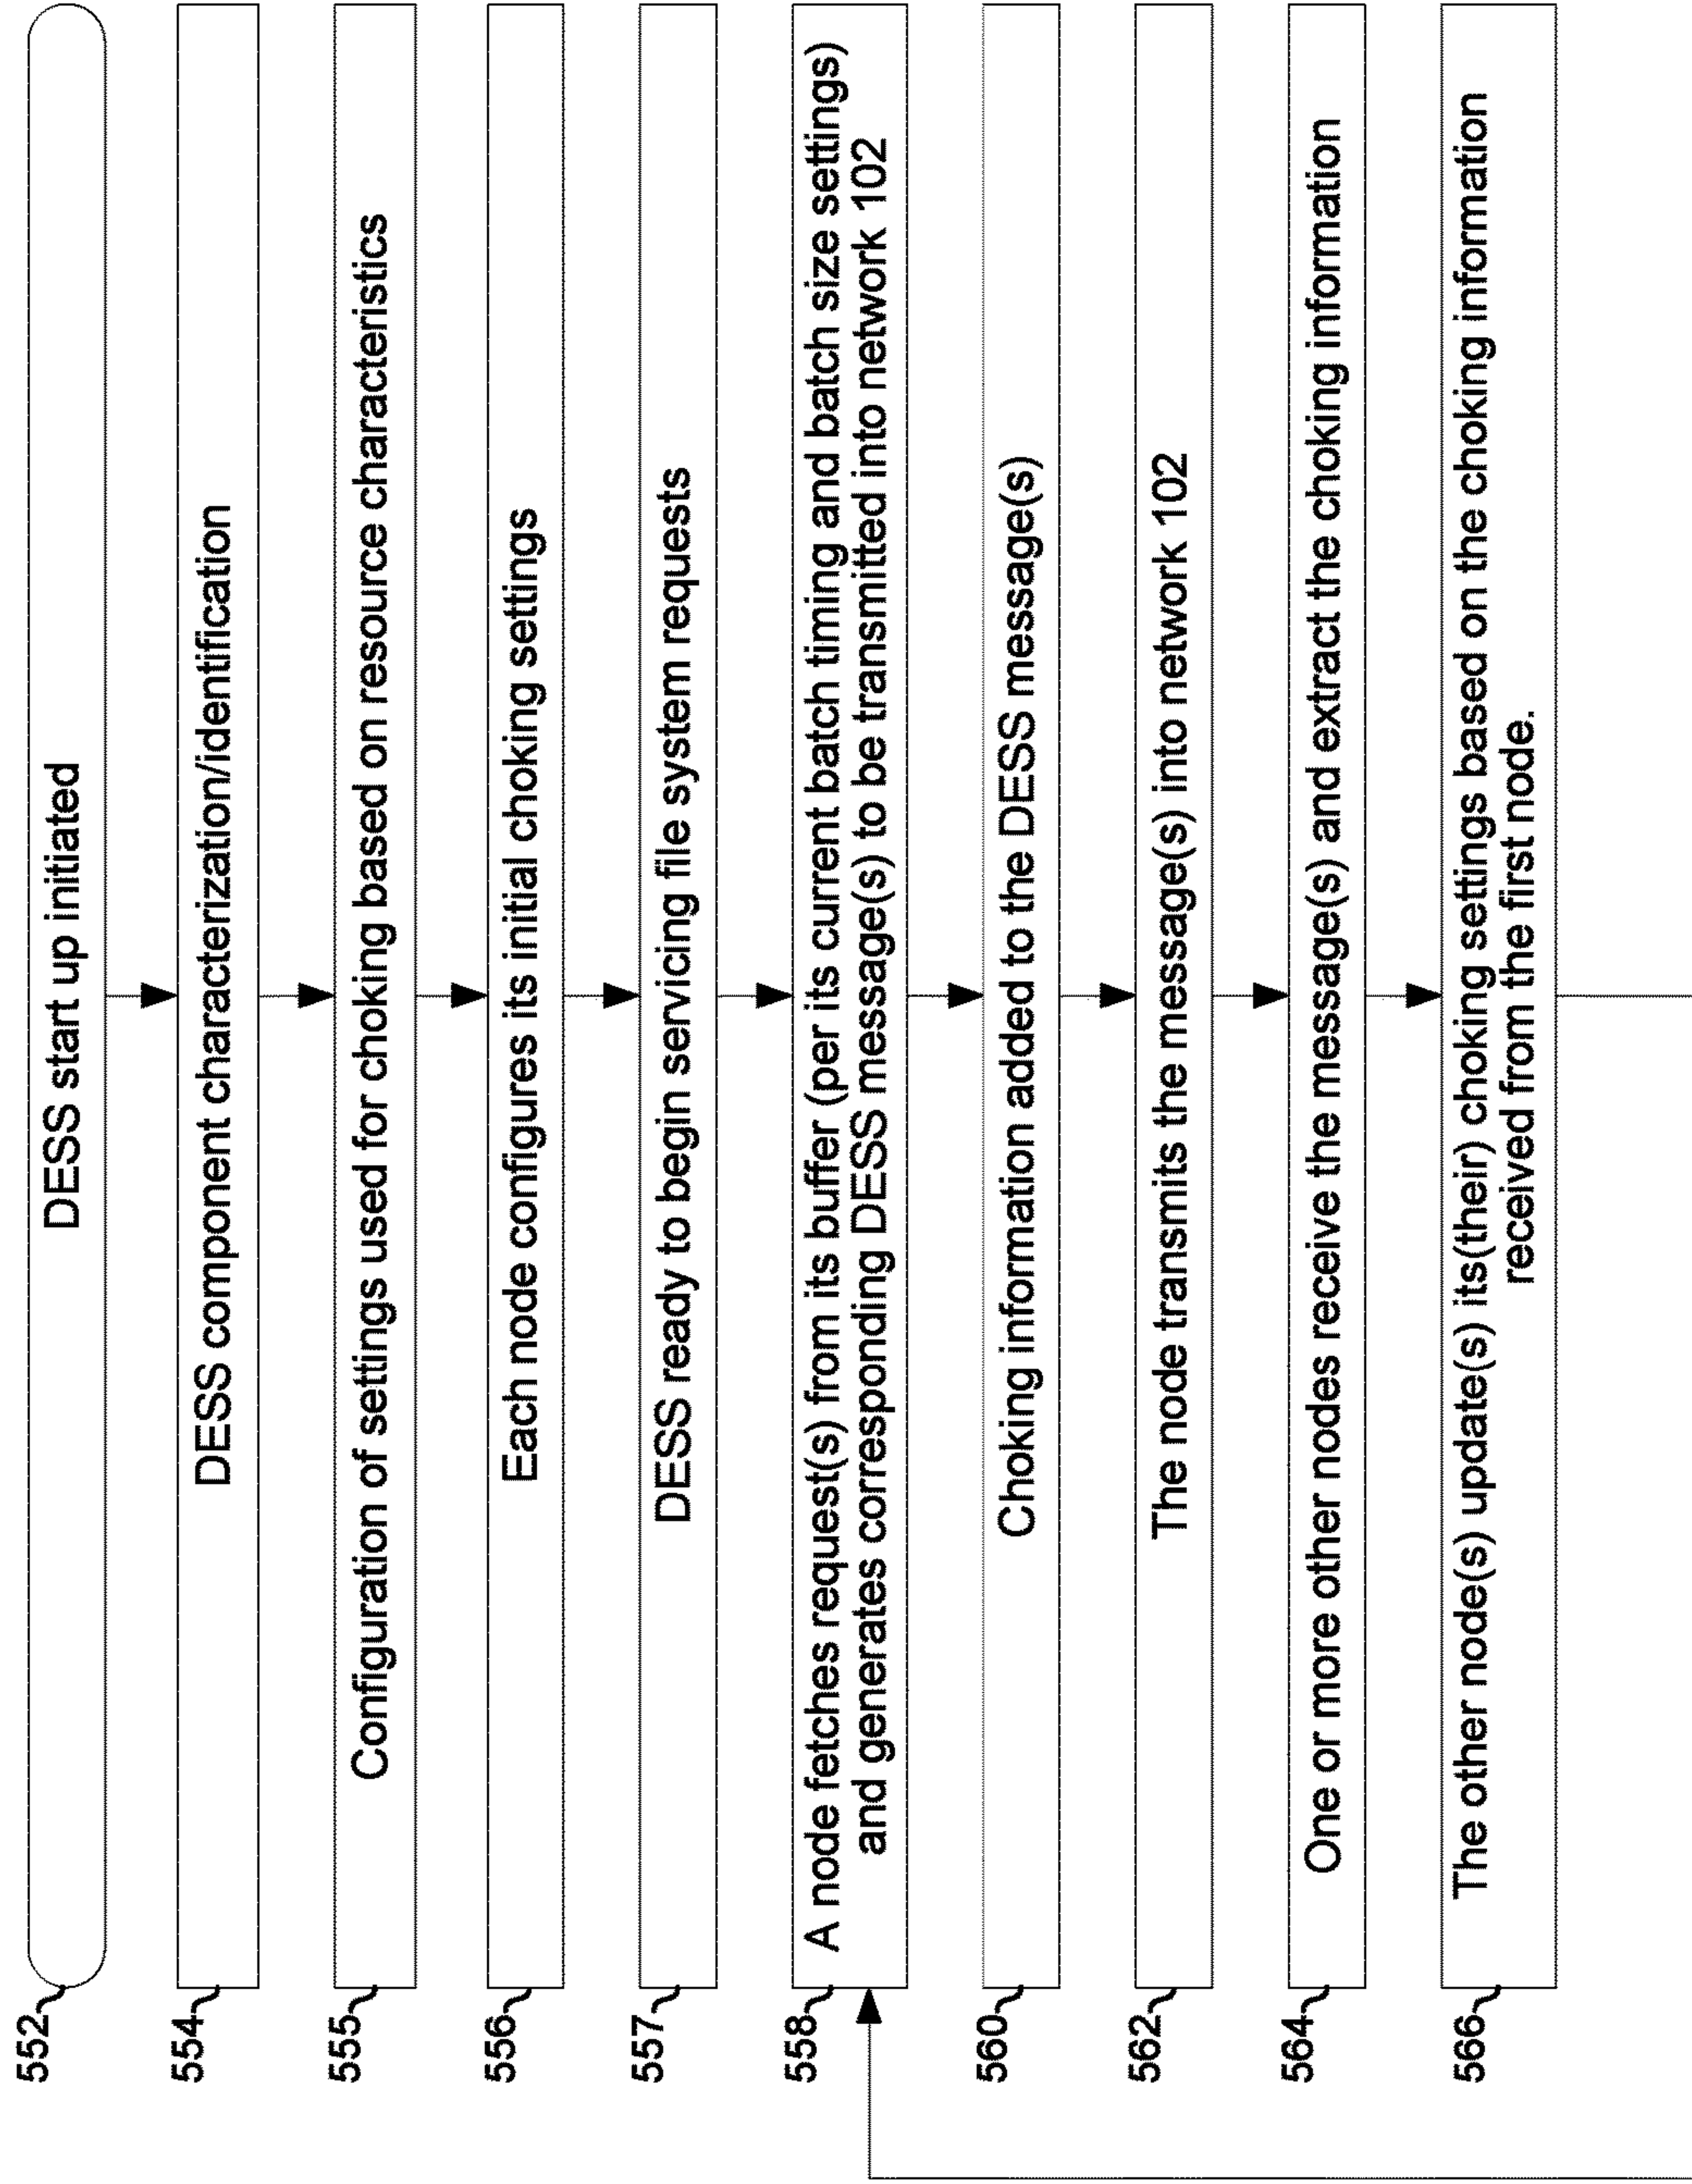 552
DESS start up initiated
554
DESS component characterization/identification
555
Configuration of settings used for choking based on resource characteristics
556
Each node configures its initial choking settings
557
DESS ready to begin servicing file system requests
558
A node fetches request(s) from its buffer (per its current batch timing and batch size settings)
and generates corresponding DESS message(s) to be transmitted into network 102
560
Choking information added to the DESS message(s)
562
The node transmits the message(s) into network 102
564
One or more other nodes receive the message(s) and extract the choking information
566
The other node(s) update(s) its(their) choking settings based on the choking information
received from the first node.